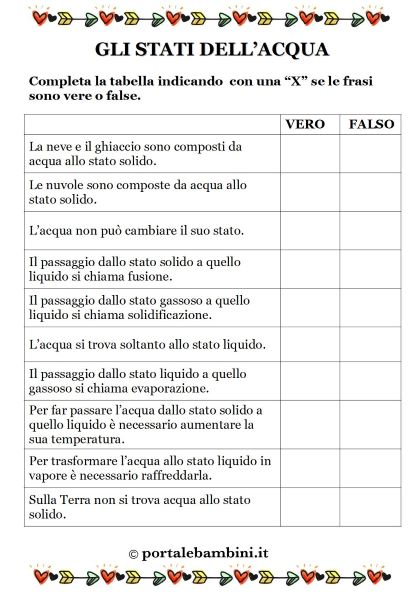 GLI STATI DELL'ACQUA
Completa la tabella indicando con una “X” se le frasi
sono vere o false.
VERO FALSO
La neve e il ghiaccio sono composti da
acqua allo stato solido.
Le nuvole sono composte da acqua allo
stato solido.
L'acqua non può cambiare il suo stato.
Il passaggio dallo stato solido a quello
liquido si chiama fusione.
Il passaggio dallo stato gassoso a quello
liquido si chiama solidificazione.
L'acqua si trova soltanto allo stato liquido.
Il passaggio dallo stato liquido a quello
gassoso si chiama evaporazione.
Per far passare l'acqua dallo stato solido a
quello liquido è necessario aumentare la
sua temperatura.
Per trasformare l'acqua allo stato liquido in
vapore è necessario raffreddarla.
Sulla Terra non si trova acqua allo stato
solido.
© portalebambini.it